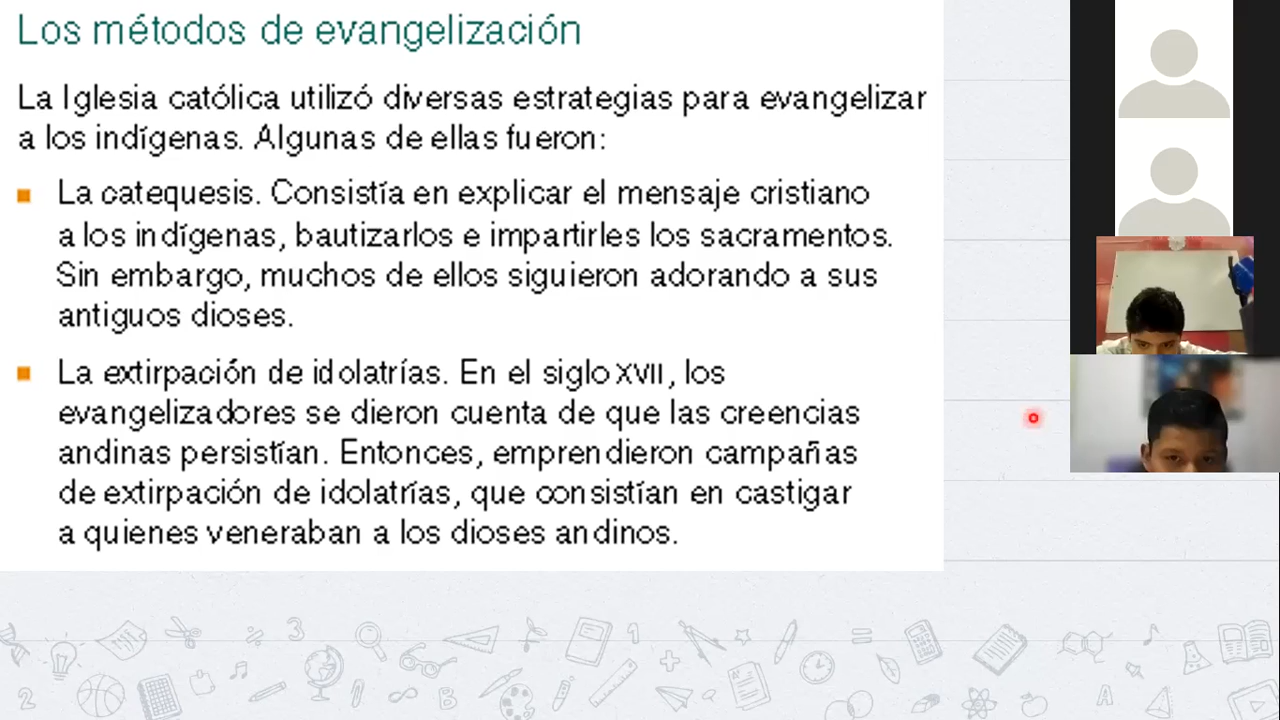 Los métodos de evangelización
La Iglesia católica utilizó diversas estrategias para evangelizar
a los indígenas. Algunas de ellas fueron:
La catequesis. Consistía en explicar el mensaje cristiano
a los indígenas, bautizarlos e impartirles los sacramentos.
Sin embargo, muchos de ellos siguieron adorando a sus
antiguos dioses.
La extirpación de idolatrías. En el siglo XVII, los
evangelizadores se dieron cuenta de que las creencias
andinas persistían. Entonces, emprendieron campañas
de extirpación de idolatrías, que consistían en castigar
a quienes veneraban a los dioses andinos.